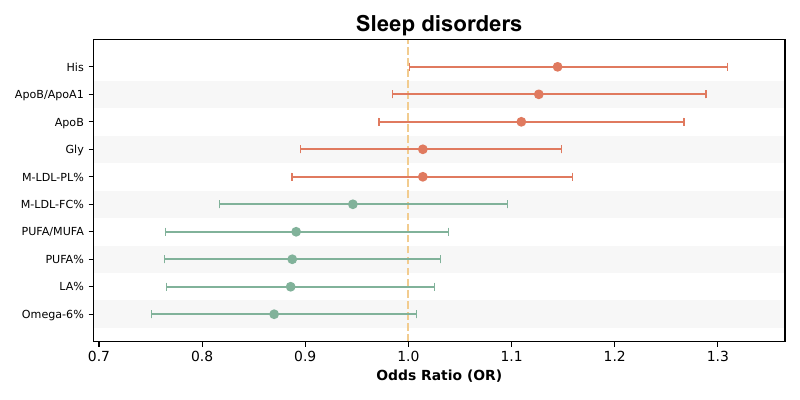 Sleep disorders
His
ApoB/ApoA1
ApoB
Gly
M-LDL-PL%
M-LDL-FC%
PUFA/MUFA
PUFA%
LA%
Omega-6%
0.7 0.8 0.9 1.0 1.1 1.2 1.3
Odds Ratio (OR)